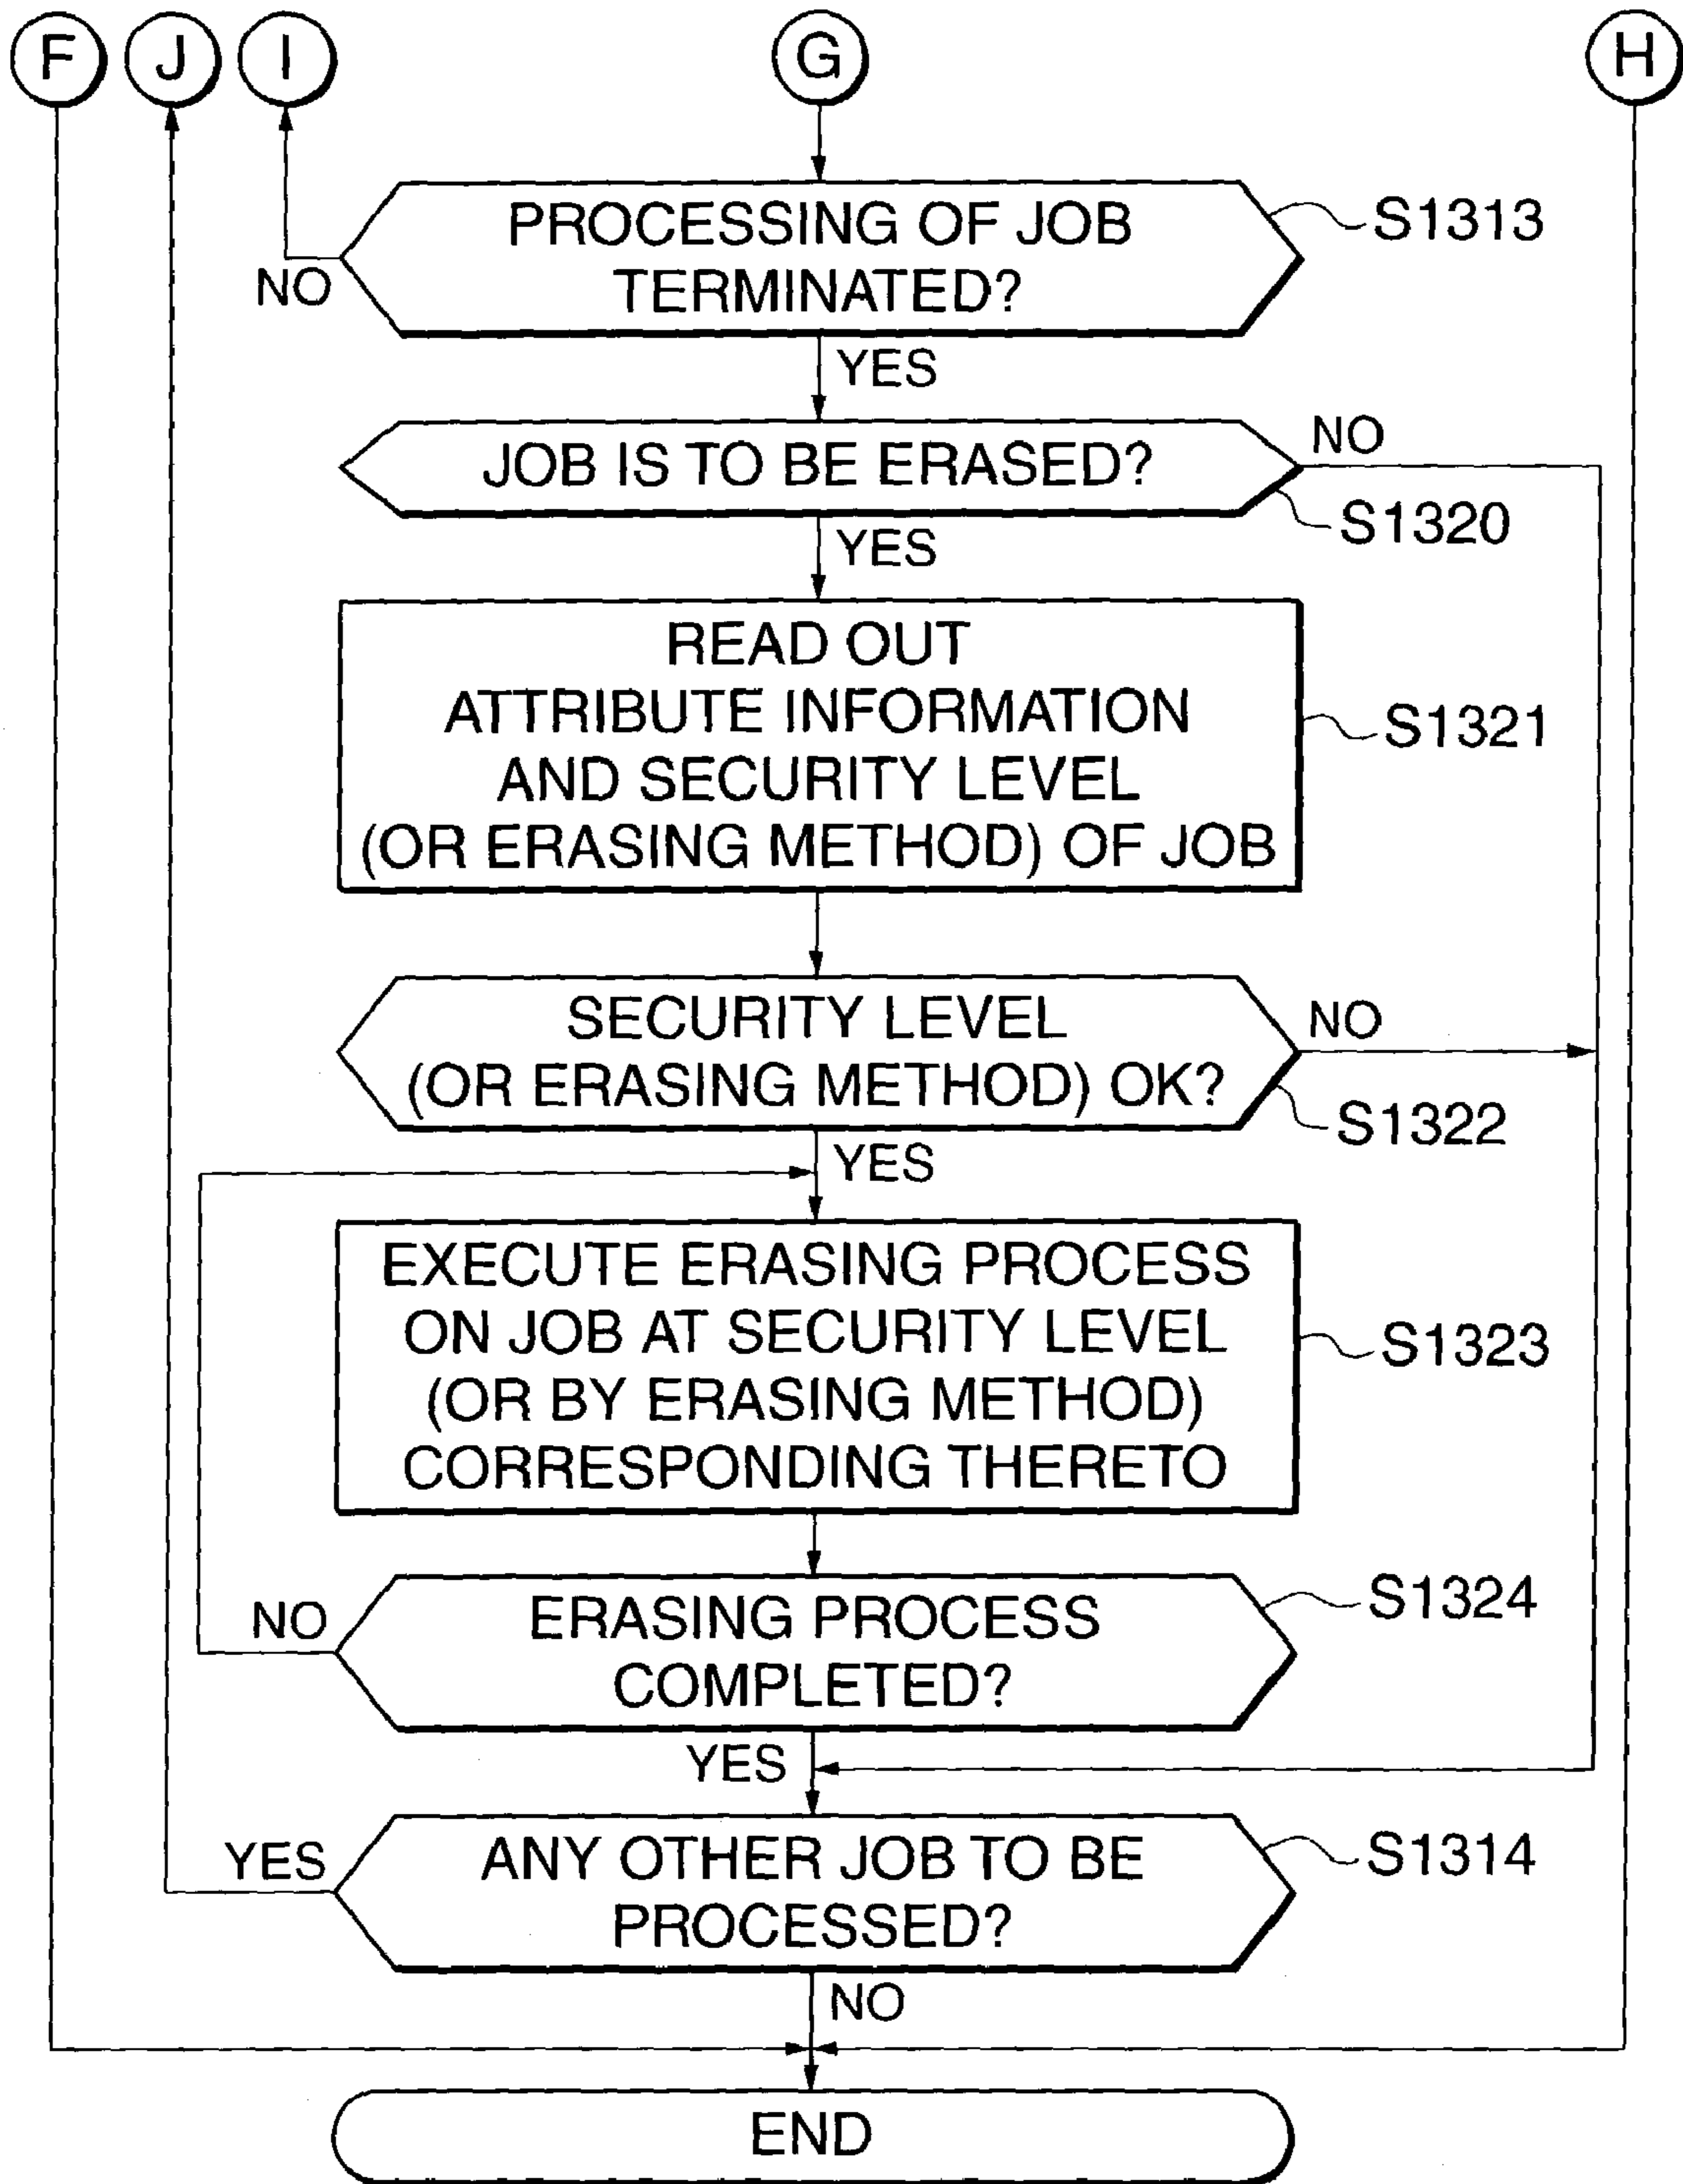 F J I G H
PROCESSING OF JOB
TERMINATED?
S1313
NO
YES
JOB IS TO BE ERASED?
NO
S1320
YES
READ OUT
ATTRIBUTE INFORMATION
AND SECURITY LEVEL
(OR ERASING METHOD) OF JOB
S1321
SECURITY LEVEL
(OR ERASING METHOD) OK?
NO
S1322
YES
EXECUTE ERASING PROCESS
ON JOB AT SECURITY LEVEL
(OR BY ERASING METHOD)
CORRESPONDING THERETO
S1323
ERASING PROCESS
COMPLETED?
S1324
NO
YES
ANY OTHER JOB TO BE
PROCESSED?
S1314
YES
NO
END